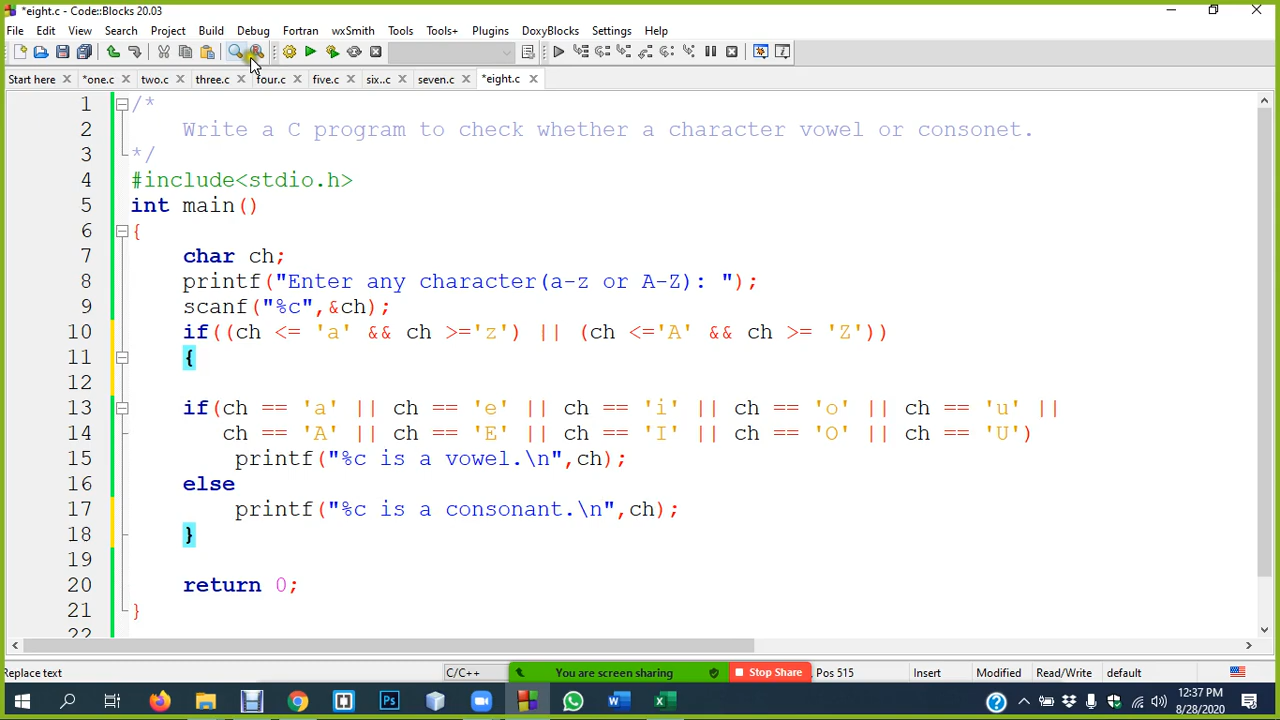 *eight.c - Code::Blocks 20.03
File Edit View Search Project Build Debug Fortran wxSmith Tools Tools+ Plugins DoxyBlocks Settings Help
Start here *one.c two.c three.c four.c five.c six..c seven.c *eight.c
1 /*
2 Write a C program to check whether a character vowel or consonet.
3 */
4 #include<stdio.h>
5 int main()
6 {
7 char ch;
8 printf("Enter any character(a-z or A-Z): ");
9 scanf("%c",&ch);
10 if((ch <= 'a' && ch >='z') || (ch <='A' && ch >= 'Z'))
11 {
12
13 if(ch == 'a' || ch == 'e' || ch == 'i' || ch == 'o' || ch == 'u' ||
14 ch == 'A' || ch == 'E' || ch == 'I' || ch == 'O' || ch == 'U')
15 printf("%c is a vowel.\n",ch);
16 else
17 printf("%c is a consonant.\n",ch);
18 }
19
20 return 0;
21 }
22
Replace text C/C++ You are screen sharing Stop Share Pos 515 Insert Modified Read/Write default
12:37 PM
8/28/2020